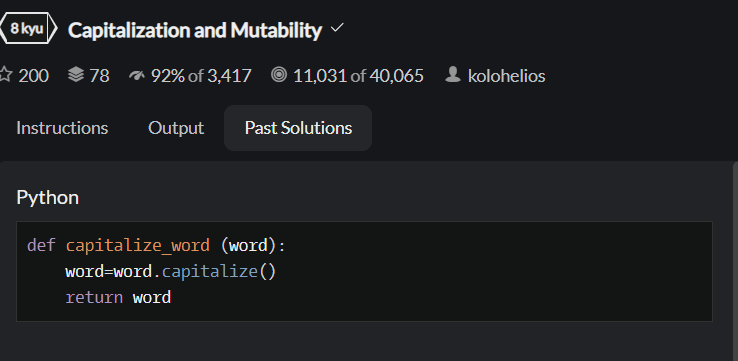 8 kyu Capitalization and Mutability
200 78 92% of 3,417 11,031 of 40,065 kolohelios
Instructions Output Past Solutions
Python
def capitalize_word (word):
    word=word.capitalize()
    return word